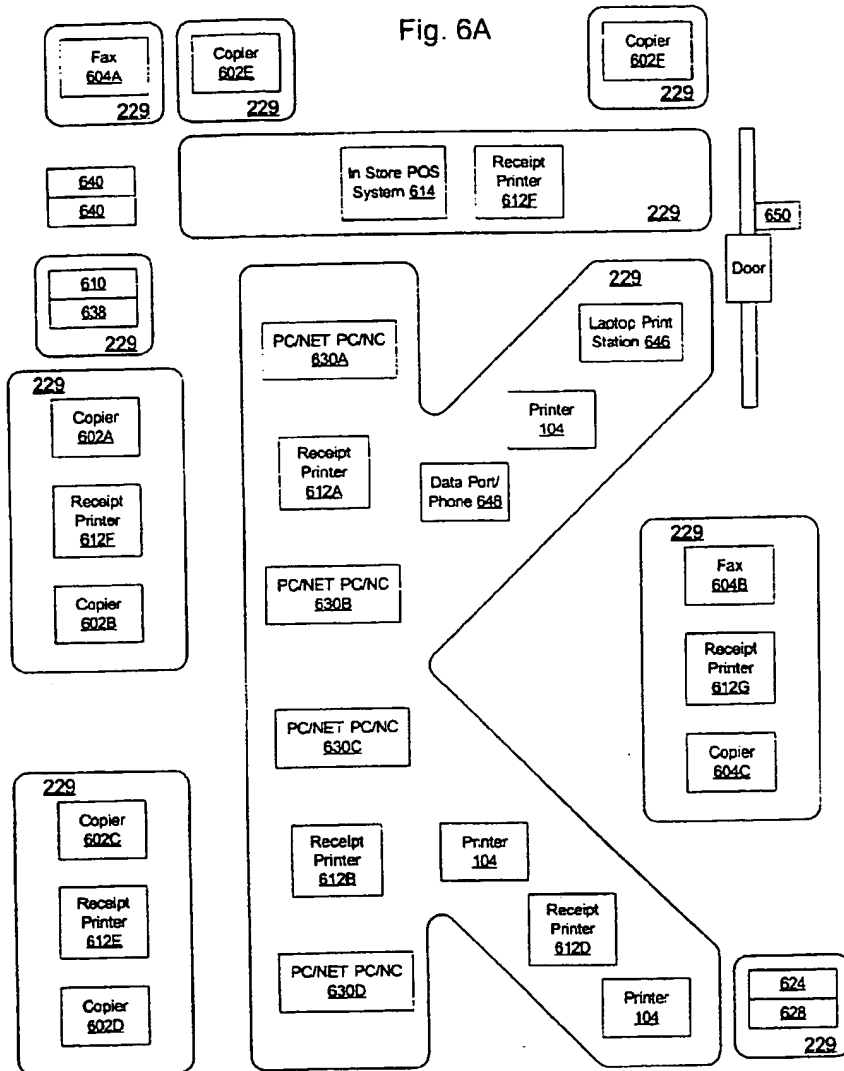 Fig. 6A
Fax
604A
229
Copier
602E
229
Copier
602F
229
640
640
In Store POS
System 614
Receipt
Printer
612F
229
650
Door
610
638
229
229
Copier
602A
Receipt
Printer
612F
Copier
602B
229
Laptop Print
Station 646
PC/NET PC/NC
630A
Printer
104
Receipt
Printer
612A
Data Port/
Phone 648
PC/NET PC/NC
630B
PC/NET PC/NC
630C
Receipt
Printer
612B
Printer
104
Receipt
Printer
612D
PC/NET PC/NC
630D
Printer
104
229
Fax
604B
Receipt
Printer
612G
Copier
604C
229
Copier
602C
Receipt
Printer
612E
Copier
602D
624
628
229